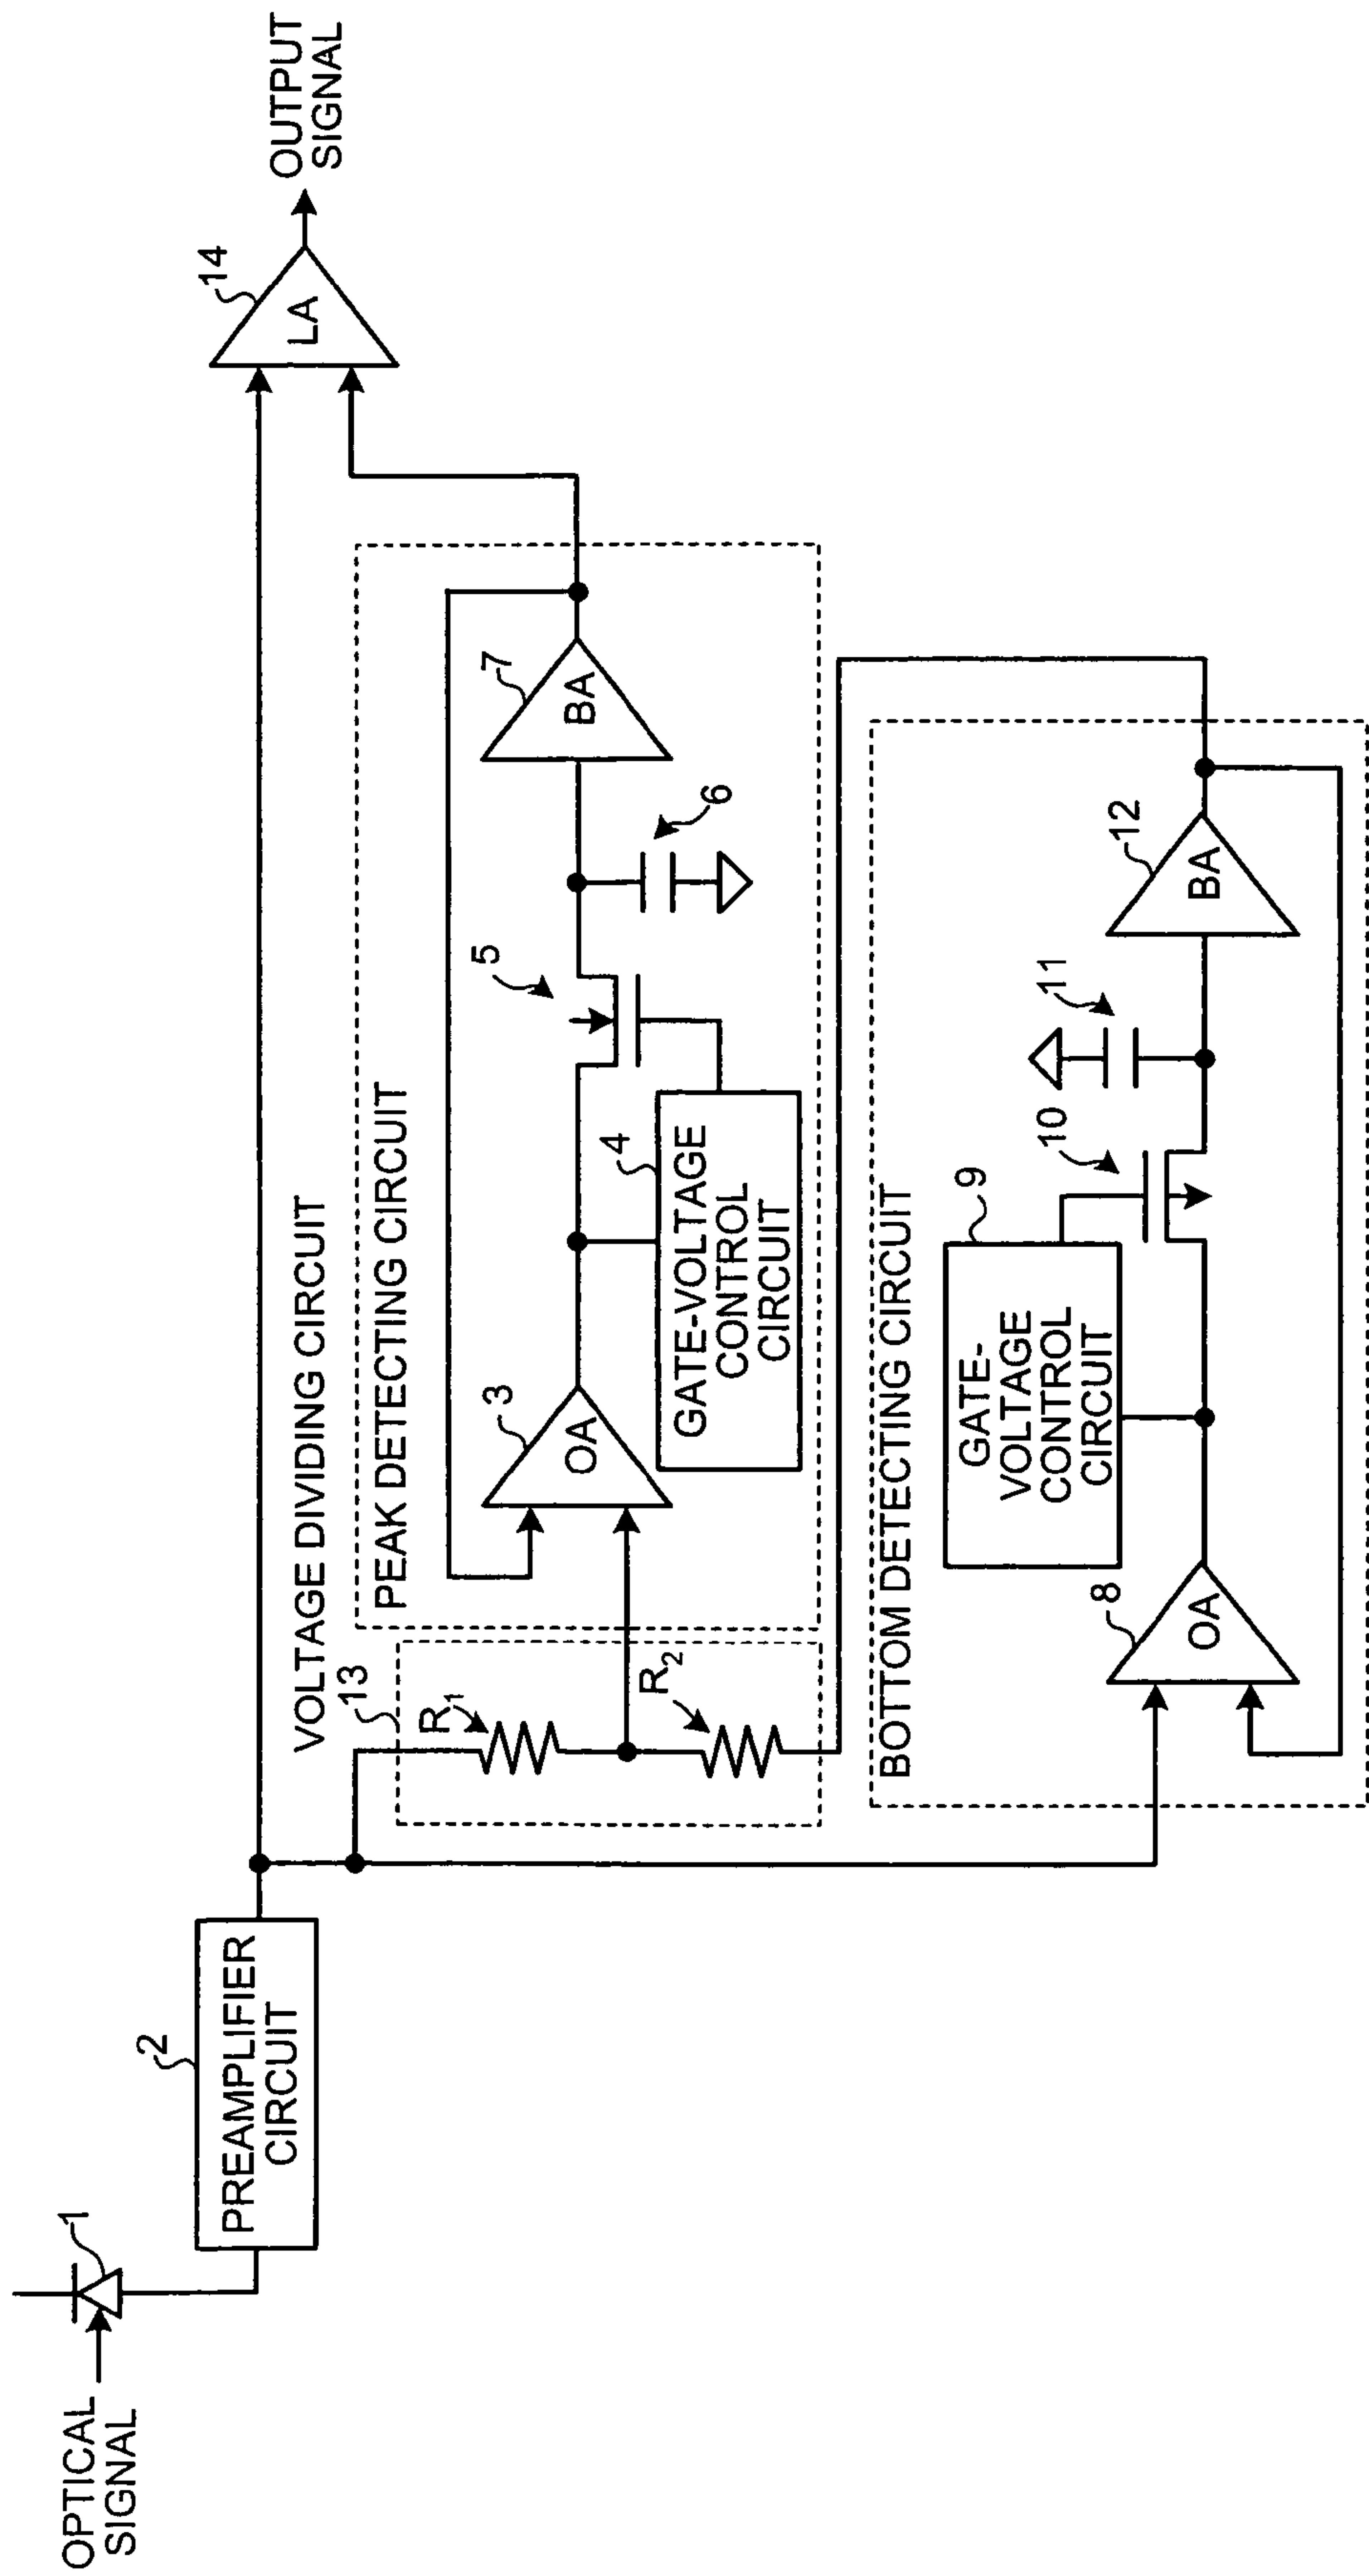 OPTICAL
SIGNAL
1
2
PREAMPLIFIER
CIRCUIT
VOLTAGE DIVIDING CIRCUIT
13
R1
R2
PEAK DETECTING CIRCUIT
3
OA
4
GATE-VOLTAGE
CONTROL
CIRCUIT
5
6
7
BA
14
LA
OUTPUT
SIGNAL
BOTTOM DETECTING CIRCUIT
8
OA
9
GATE-
VOLTAGE
CONTROL
CIRCUIT
10
11
12
BA